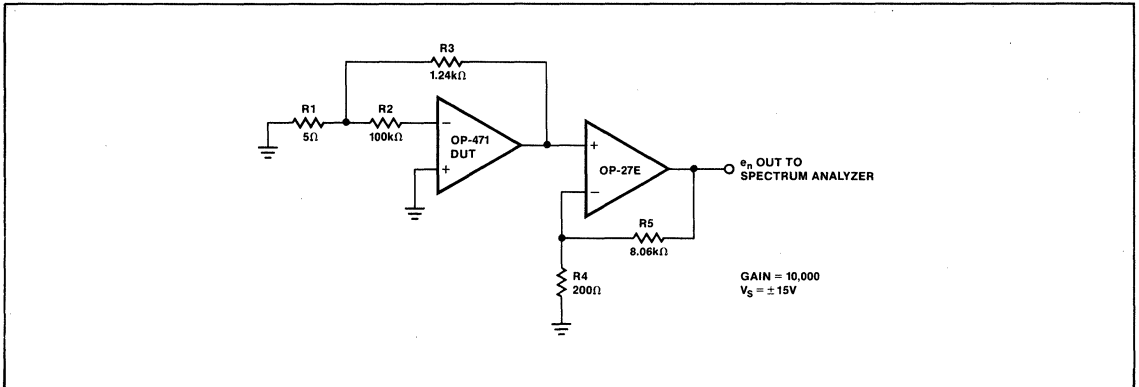 R3
1.24kΩ
R1
5Ω
R2
100kΩ
−
OP-471
DUT
+
+
OP-27E
−
eₙ OUT TO
SPECTRUM ANALYZER
R5
8.06kΩ
R4
200Ω
GAIN = 10,000
V_S = ±15V